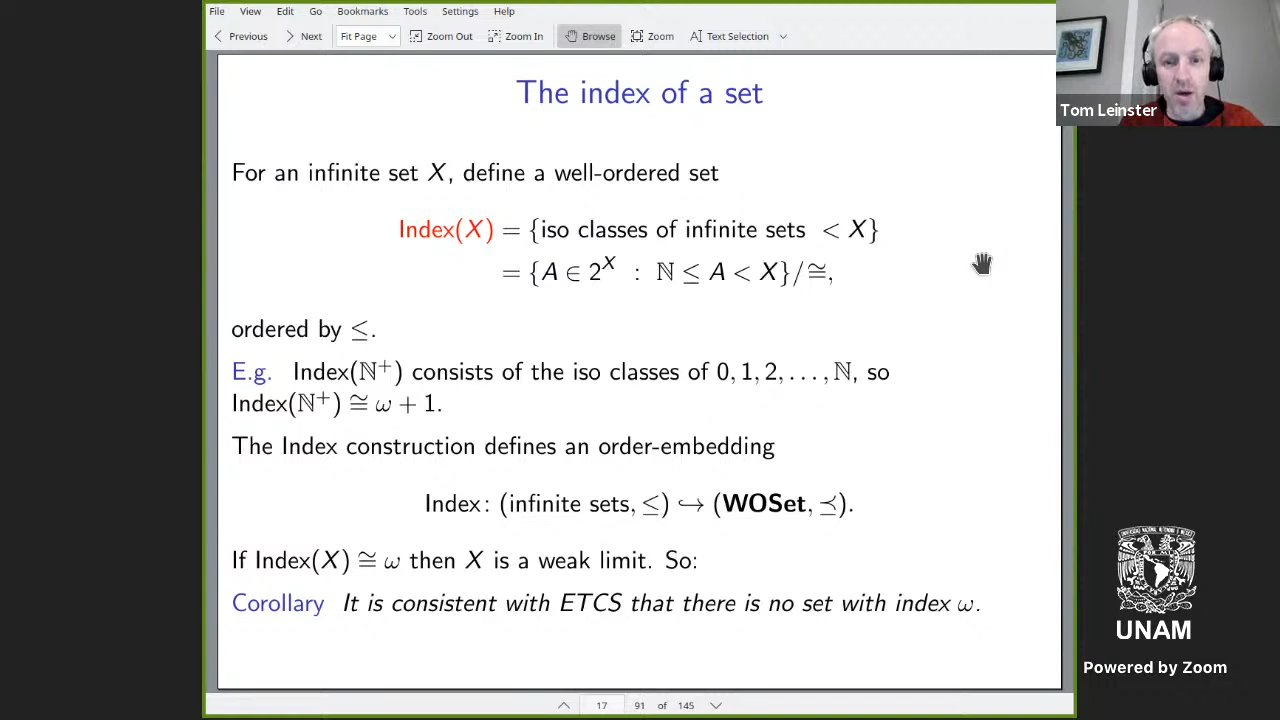 File View Edit Go Bookmarks Tools Settings Help
Previous Next Fit Page Zoom Out Zoom In Browse Zoom Text Selection
Tom Leinster
The index of a set
For an infinite set X, define a well-ordered set
Index(X) = {iso classes of infinite sets < X}
= {A ∈ 2^X : ℕ ≤ A < X}/≅,
ordered by ≤.
E.g. Index(ℕ⁺) consists of the iso classes of 0, 1, 2, . . . , ℕ, so
Index(ℕ⁺) ≅ ω + 1.
The Index construction defines an order-embedding
Index: (infinite sets, ≤) ↪ (WOSet, ⪯).
If Index(X) ≅ ω then X is a weak limit. So:
Corollary It is consistent with ETCS that there is no set with index ω.
UNAM
Powered by Zoom
17 91 of 145